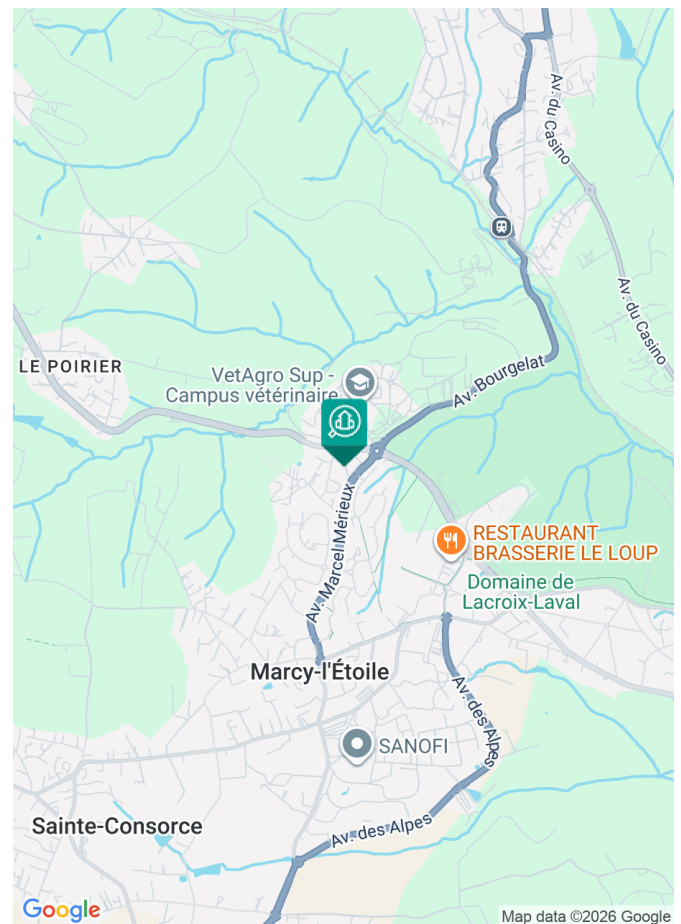 Av. du Casino
Av. du Casino
LE POIRIER
VetAgro Sup -
Campus vétérinaire
Av. Bourgelat
Av. Marcel Mérieux
RESTAURANT
BRASSERIE LE LOUP
Domaine de
Lacroix-Laval
Marcy-l'Étoile
Av. des Alpes
SANOFI
Sainte-Consorce
Av. des Alpes
Google
Map data ©2026 Google